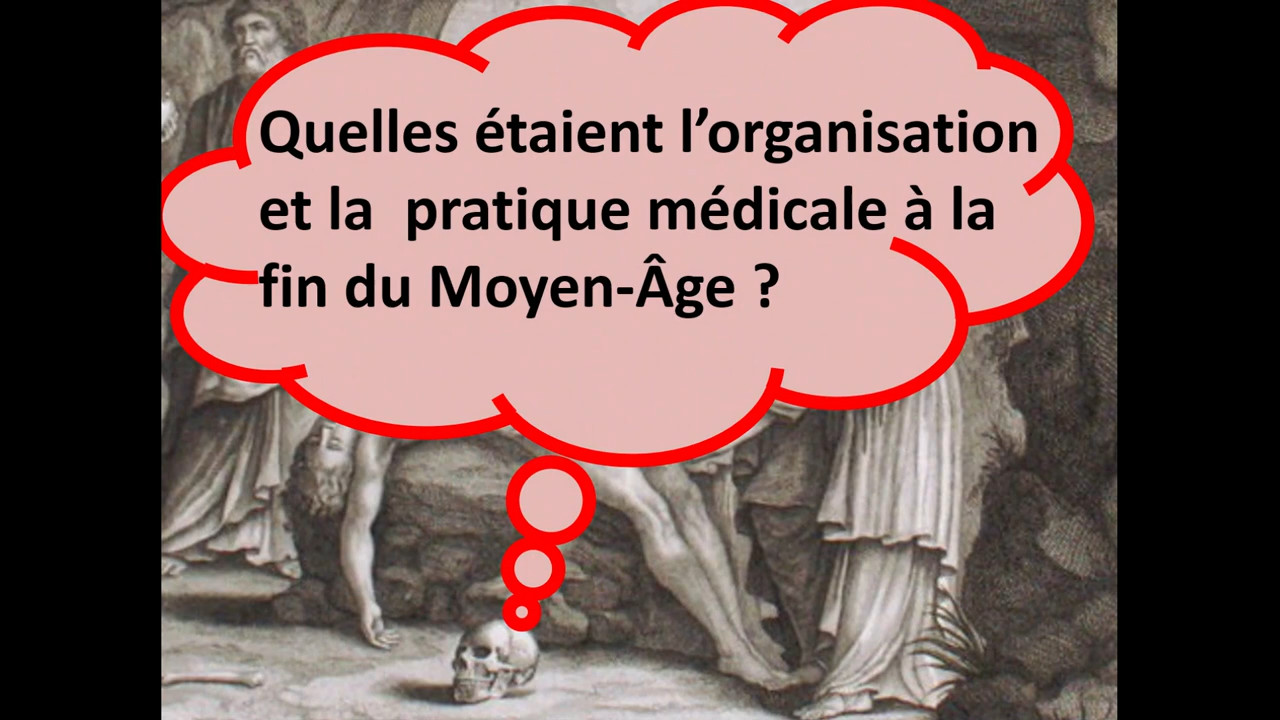 Quelles étaient l’organisation
et la  pratique médicale à la
fin du Moyen-Âge ?